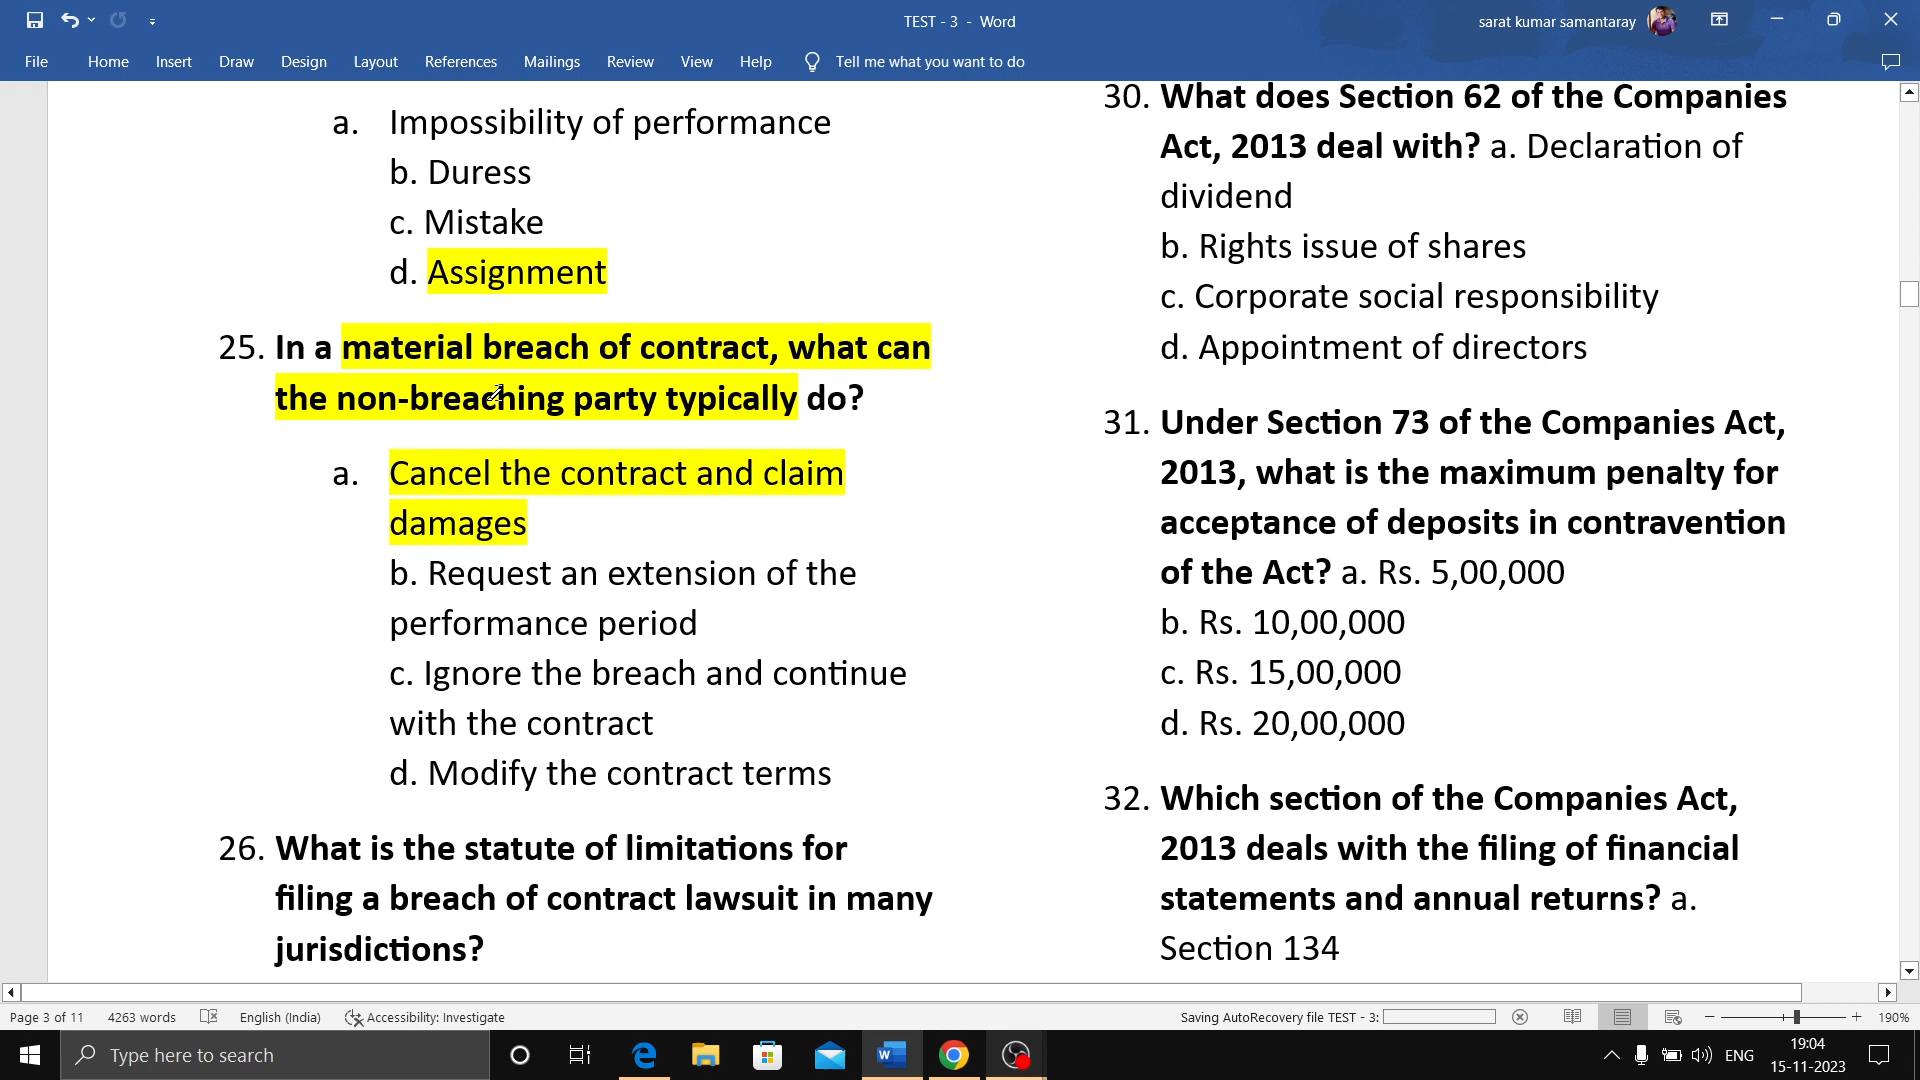 TEST - 3 - Word
sarat kumar samantaray
File Home Insert Draw Design Layout References Mailings Review View Help Tell me what you want to do
a. Impossibility of performance
b. Duress
c. Mistake
d. Assignment
25. In a material breach of contract, what can
the non-breaching party typically do?
a. Cancel the contract and claim
damages
b. Request an extension of the
performance period
c. Ignore the breach and continue
with the contract
d. Modify the contract terms
26. What is the statute of limitations for
filing a breach of contract lawsuit in many
jurisdictions?
30. What does Section 62 of the Companies
Act, 2013 deal with? a. Declaration of
dividend
b. Rights issue of shares
c. Corporate social responsibility
d. Appointment of directors
31. Under Section 73 of the Companies Act,
2013, what is the maximum penalty for
acceptance of deposits in contravention
of the Act? a. Rs. 5,00,000
b. Rs. 10,00,000
c. Rs. 15,00,000
d. Rs. 20,00,000
32. Which section of the Companies Act,
2013 deals with the filing of financial
statements and annual returns? a.
Section 134
Page 3 of 11 4263 words English (India) Accessibility: Investigate Saving AutoRecovery file TEST - 3: 190%
Type here to search
ENG
19:04
15-11-2023